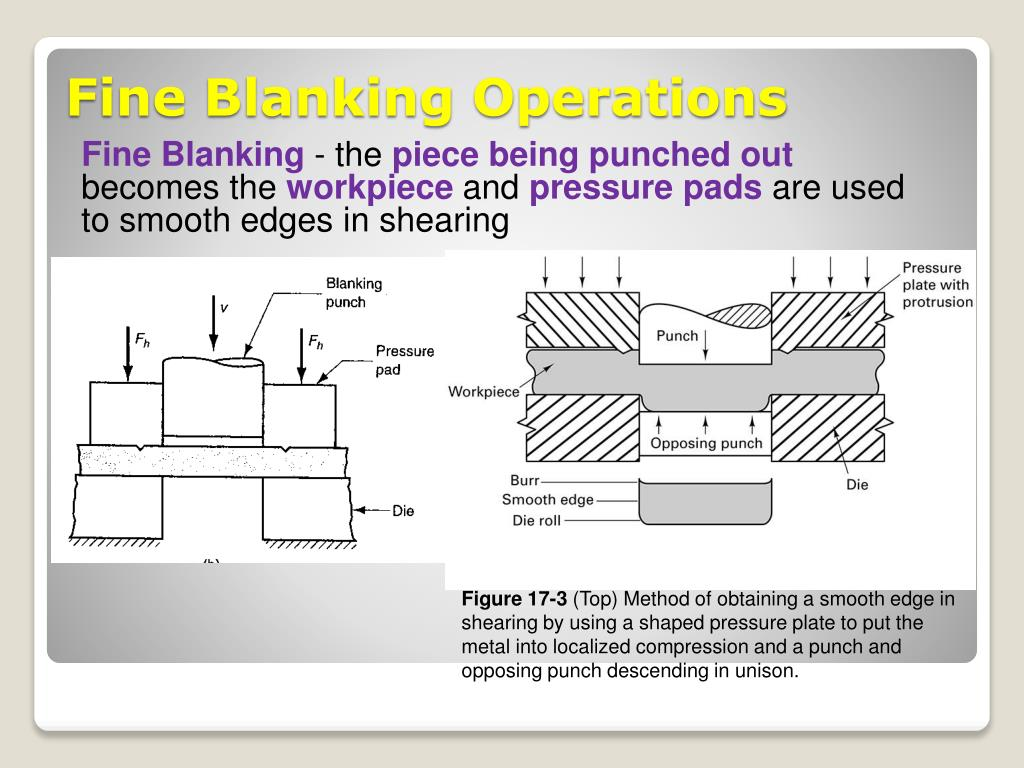 Fine Blanking Operations
Fine Blanking - the piece being punched out
becomes the workpiece and pressure pads are used
to smooth edges in shearing
Blanking
punch
v
Fh
Fh
Pressure
pad
Die
Pressure
plate with
protrusion
Punch
Workpiece
Opposing punch
Die
Burr
Smooth edge
Die roll
Figure 17-3 (Top) Method of obtaining a smooth edge in
shearing by using a shaped pressure plate to put the
metal into localized compression and a punch and
opposing punch descending in unison.